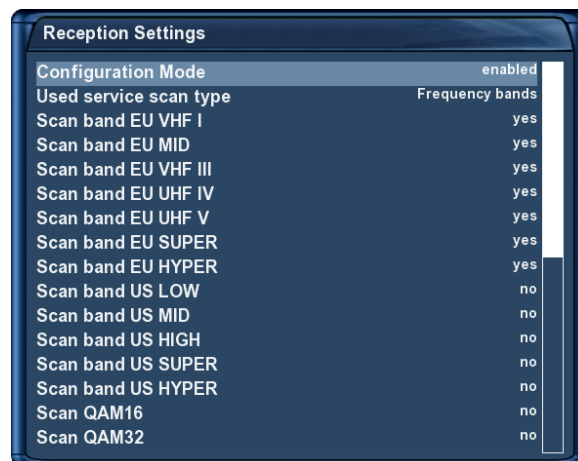 Reception Settings
Configuration Mode enabled
Used service scan type Frequency bands
Scan band EU VHF I yes
Scan band EU MID yes
Scan band EU VHF III yes
Scan band EU UHF IV yes
Scan band EU UHF V yes
Scan band EU SUPER yes
Scan band EU HYPER yes
Scan band US LOW no
Scan band US MID no
Scan band US HIGH no
Scan band US SUPER no
Scan band US HYPER no
Scan QAM16 no
Scan QAM32 no